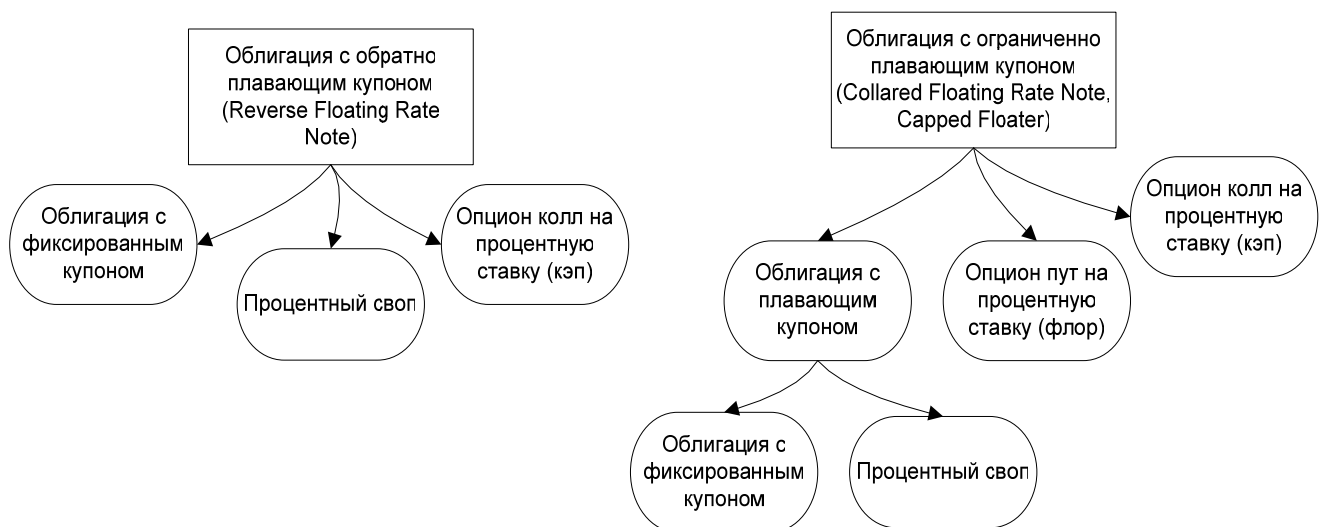 Облигация с обратно
плавающим купоном
(Reverse Floating Rate
Note)
Облигация с
фиксированным
купоном
Процентный своп
Опцион колл на
процентную
ставку (кэп)
Облигация с ограниченно
плавающим купоном
(Collared Floating Rate Note,
Capped Floater)
Облигация с
плавающим
купоном
Опцион пут на
процентную
ставку (флор)
Опцион колл на
процентную
ставку (кэп)
Облигация с
фиксированным
купоном
Процентный своп